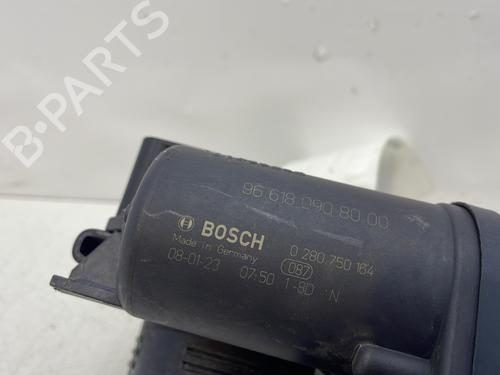 B-PARTS
96 618 090 80.00
BOSCH
Made in Germany
0 280 750 164
08-01-23 07:50 087 1-8D N